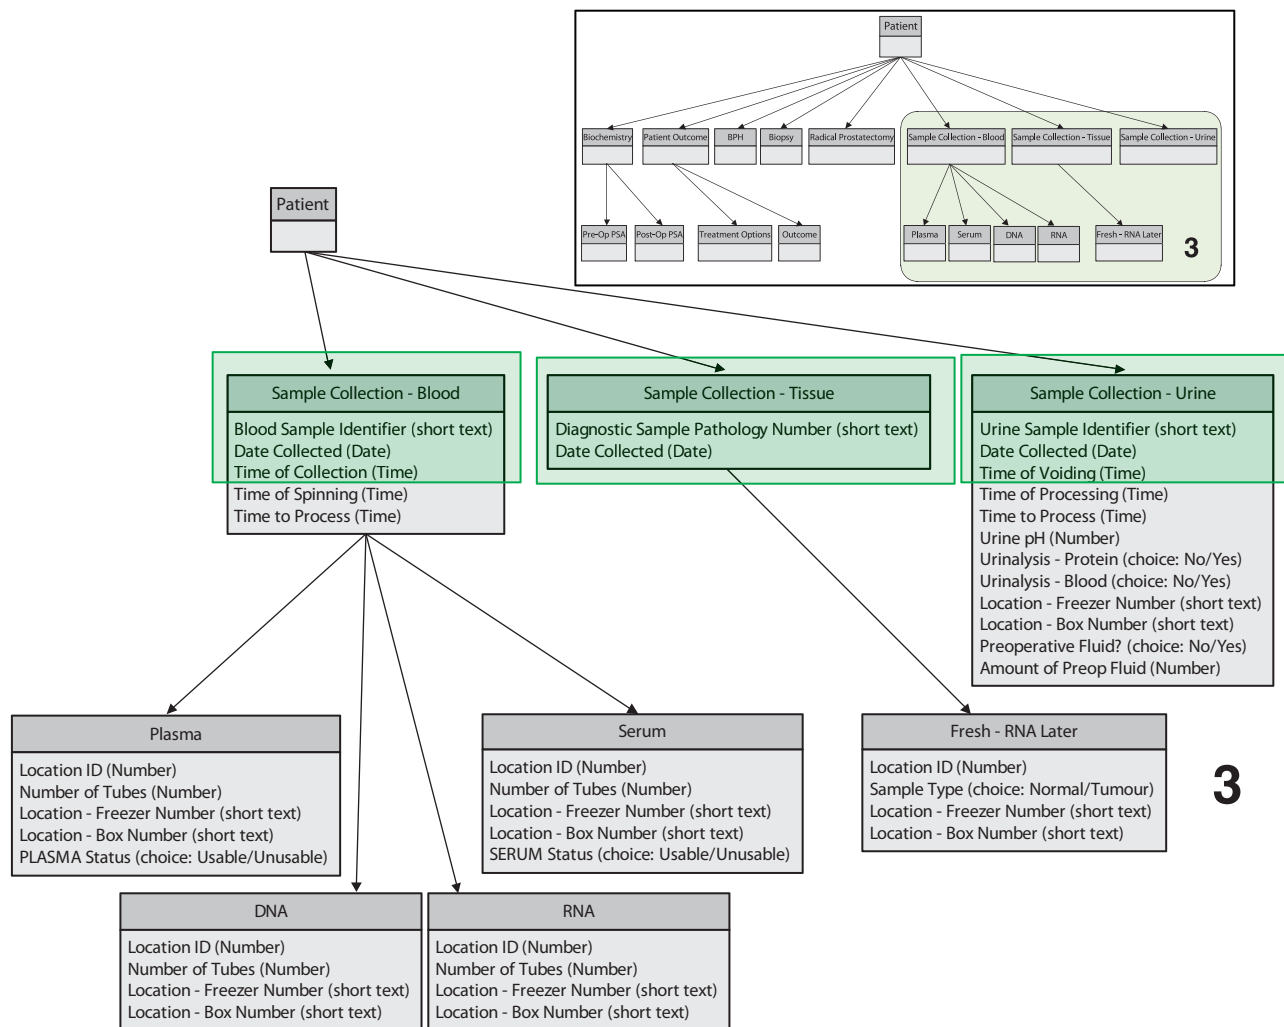 Patient
Biochemistry
Patient Outcome
BPH
Biopsy
Radical Prostatectomy
Sample Collection - Blood
Sample Collection - Tissue
Sample Collection - Urine
Pre-Op PSA
Post-Op PSA
Treatment Options
Outcome
Plasma
Serum
DNA
RNA
Fresh - RNA Later
3
Patient
Sample Collection - Blood
Blood Sample Identifier (short text)
Date Collected (Date)
Time of Collection (Time)
Time of Spinning (Time)
Time to Process (Time)
Sample Collection - Tissue
Diagnostic Sample Pathology Number (short text)
Date Collected (Date)
Sample Collection - Urine
Urine Sample Identifier (short text)
Date Collected (Date)
Time of Voiding (Time)
Time of Processing (Time)
Time to Process (Time)
Urine pH (Number)
Urinalysis - Protein (choice: No/Yes)
Urinalysis - Blood (choice: No/Yes)
Location - Freezer Number (short text)
Location - Box Number (short text)
Preoperative Fluid? (choice: No/Yes)
Amount of Preop Fluid (Number)
Plasma
Location ID (Number)
Number of Tubes (Number)
Location - Freezer Number (short text)
Location - Box Number (short text)
PLASMA Status (choice: Usable/Unusable)
Serum
Location ID (Number)
Number of Tubes (Number)
Location - Freezer Number (short text)
Location - Box Number (short text)
SERUM Status (choice: Usable/Unusable)
Fresh - RNA Later
Location ID (Number)
Sample Type (choice: Normal/Tumour)
Location - Freezer Number (short text)
Location - Box Number (short text)
3
DNA
Location ID (Number)
Number of Tubes (Number)
Location - Freezer Number (short text)
Location - Box Number (short text)
RNA
Location ID (Number)
Number of Tubes (Number)
Location - Freezer Number (short text)
Location - Box Number (short text)